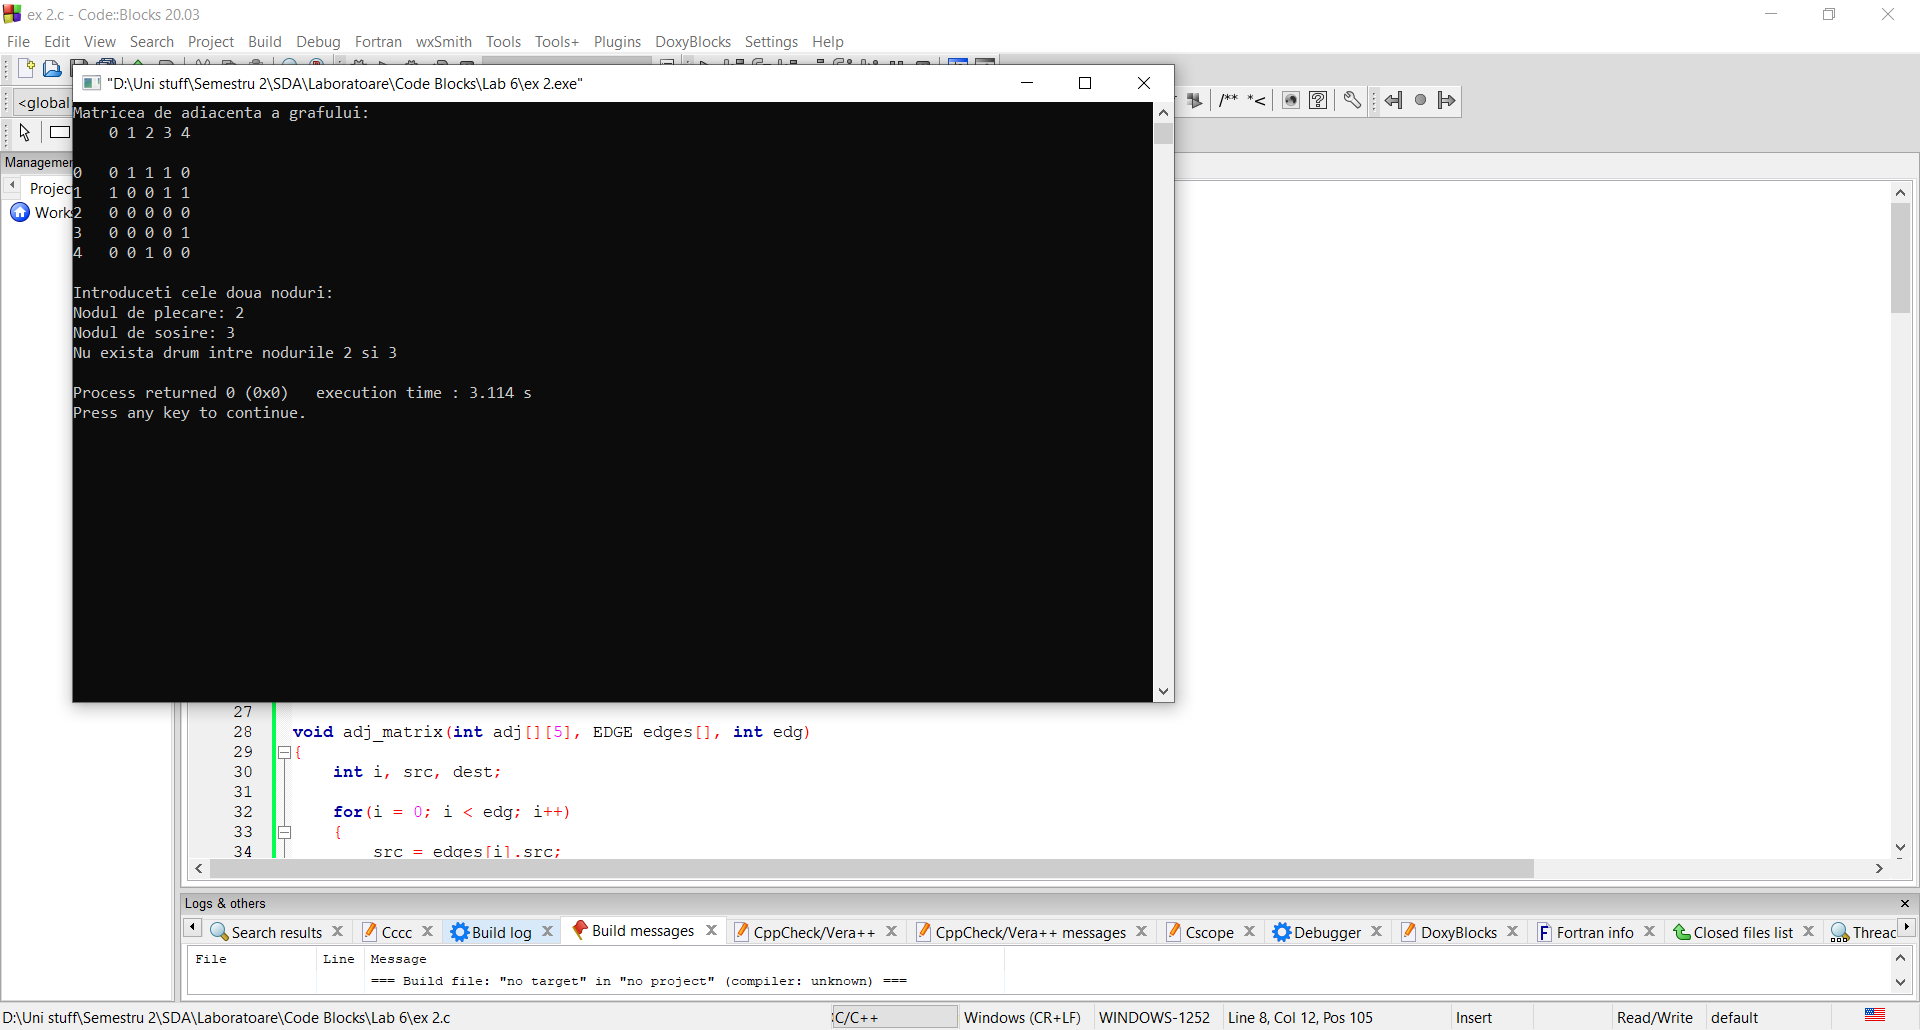 ex 2.c - Code::Blocks 20.03
File Edit View Search Project Build Debug Fortran wxSmith Tools Tools+ Plugins DoxyBlocks Settings Help
"D:\Uni stuff\Semestru 2\SDA\Laboratoare\Code Blocks\Lab 6\ex 2.exe"
<global
/** *<
Matricea de adiacenta a grafului:
0 1 2 3 4
0 0 1 1 1 0
1 1 0 0 1 1
2 0 0 0 0 0
3 0 0 0 0 1
4 0 0 1 0 0
Introduceti cele doua noduri:
Nodul de plecare: 2
Nodul de sosire: 3
Nu exista drum intre nodurile 2 si 3
Process returned 0 (0x0) execution time : 3.114 s
Press any key to continue.
27
28 void adj_matrix(int adj[][5], EDGE edges[], int edg)
29 {
30 int i, src, dest;
31
32 for(i = 0; i < edg; i++)
33 {
34 src = edges[i].src;
Logs & others
Search results Cccc Build log Build messages CppCheck/Vera++ CppCheck/Vera++ messages Cscope Debugger DoxyBlocks Fortran info Closed files list Threac
File Line Message
=== Build file: "no target" in "no project" (compiler: unknown) ===
D:\Uni stuff\Semestru 2\SDA\Laboratoare\Code Blocks\Lab 6\ex 2.c C/C++ Windows (CR+LF) WINDOWS-1252 Line 8, Col 12, Pos 105 Insert Read/Write default